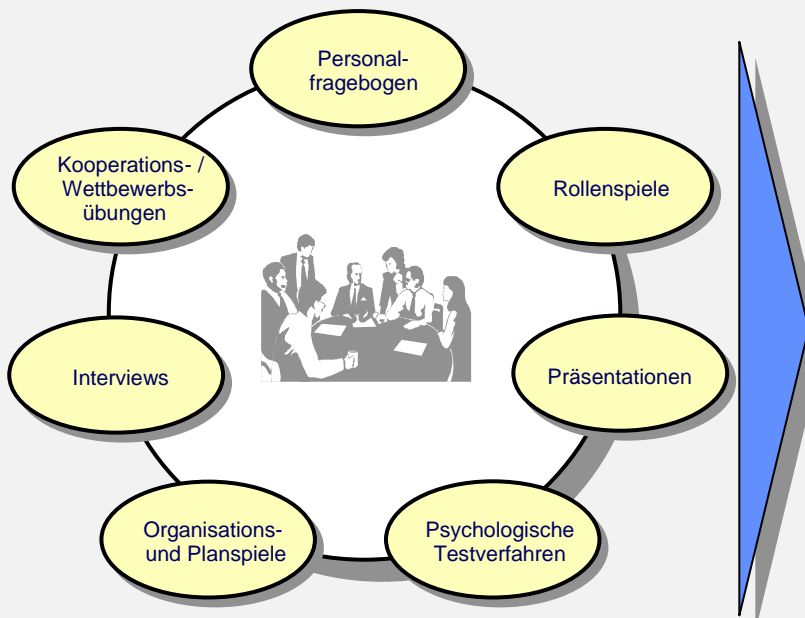 Personal-
fragebogen
Kooperations- /
Wettbewerbs-
übungen
Rollenspiele
Interviews
Präsentationen
Organisations-
und Planspiele
Psychologische
Testverfahren